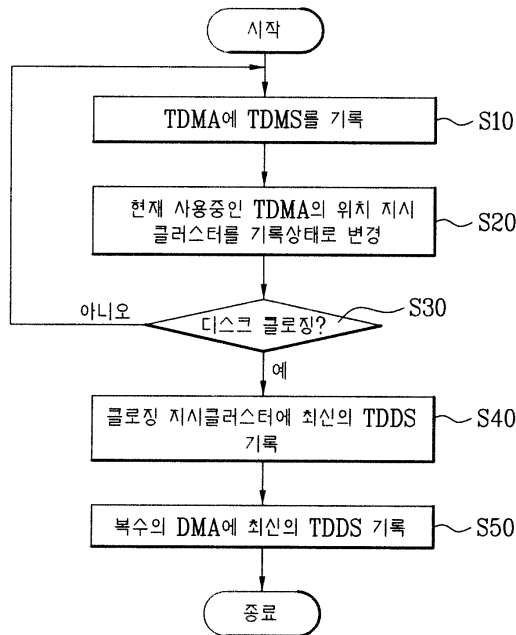 시작
TDMA에 TDMS를 기록
S10
현재 사용중인 TDMA의 위치 지시
클러스터를 기록상태로 변경
S20
아니오
디스크 클로징?
S30
예
클로징 지시클러스터에 최신의 TDDS
기록
S40
복수의 DMA에 최신의 TDDS 기록
S50
종료